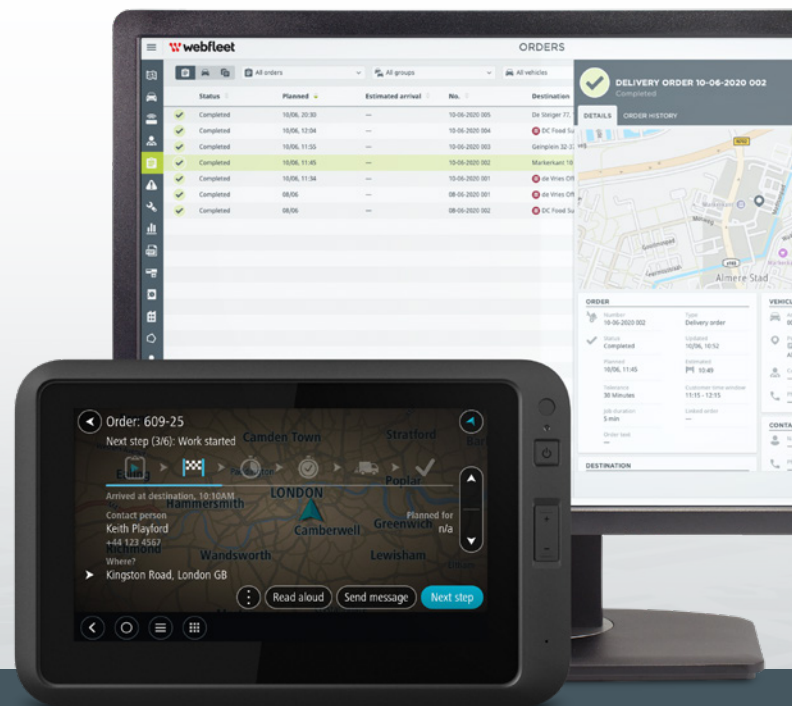 webfleet
ORDERS
All orders
All groups
All vehicles
Status Planned Estimated arrival No. Destination
Completed 10/06, 20:30 — 10-06-2020 005 De Steiger 77,
Completed 10/06, 12:04 — 10-06-2020 004 DC Food Su
Completed 10/06, 11:55 — 10-06-2020 003
Completed 10/06, 11:45 — 10-06-2020 002 Markerkant 10
Completed 10/06, 11:34 — 10-06-2020 001 de Vries Off
Completed 08/06 — 08-06-2020 001 de Vries Off
Completed 08/06 — 08-06-2020 002 DC Food Su
DELIVERY ORDER 10-06-2020 002
Completed
DETAILS ORDER HISTORY
Markerkant
Almere Stad
ORDER
Number
10-06-2020 002
Type
Delivery order
Status
Completed
Updated
10/06, 10:52
Planned
10/06, 11:45
Estimated
10:49
Tolerance
30 Minutes
Customer time window
11:15 - 12:15
Job duration
5 min
—
Linked order
—
Order text
—
DESTINATION
VEHICL
CONTA
Order: 609-25
Next step (3/6): Work started
Camden Town
Stratford
Ealing
Poplar
Arrived at destination, 10:10AM
Hammersmith
LONDON
Contact person
Keith Playford
+44 123 4567
Camberwell
Greenwich
Planned for
n/a
Richmond
Wandsworth
Lewisham
Where?
Kingston Road, London GB
Read aloud
Send message
Next step